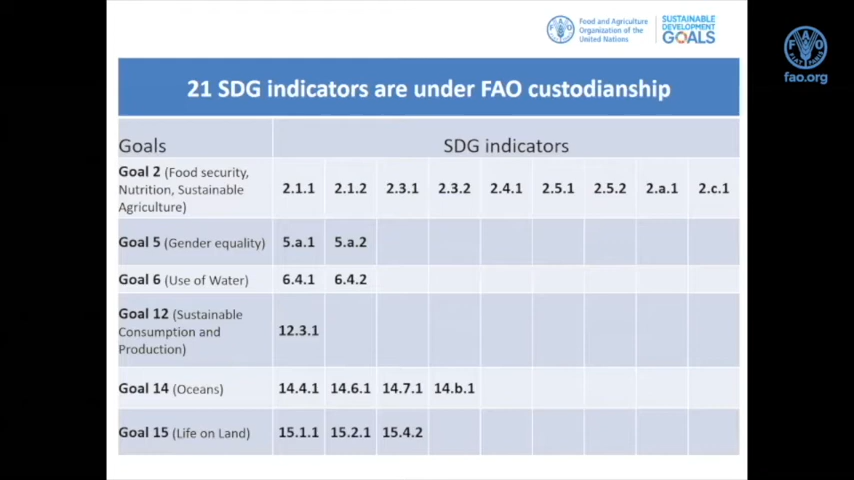 Food and Agriculture
Organization of the
United Nations
SUSTAINABLE
DEVELOPMENT
GOALS
FAO
FIAT PANIS
fao.org
21 SDG indicators are under FAO custodianship
Goals SDG indicators
Goal 2 (Food security,
Nutrition, Sustainable
Agriculture)
2.1.1 2.1.2 2.3.1 2.3.2 2.4.1 2.5.1 2.5.2 2.a.1 2.c.1
Goal 5 (Gender equality) 5.a.1 5.a.2
Goal 6 (Use of Water) 6.4.1 6.4.2
Goal 12 (Sustainable
Consumption and
Production)
12.3.1
Goal 14 (Oceans) 14.4.1 14.6.1 14.7.1 14.b.1
Goal 15 (Life on Land) 15.1.1 15.2.1 15.4.2